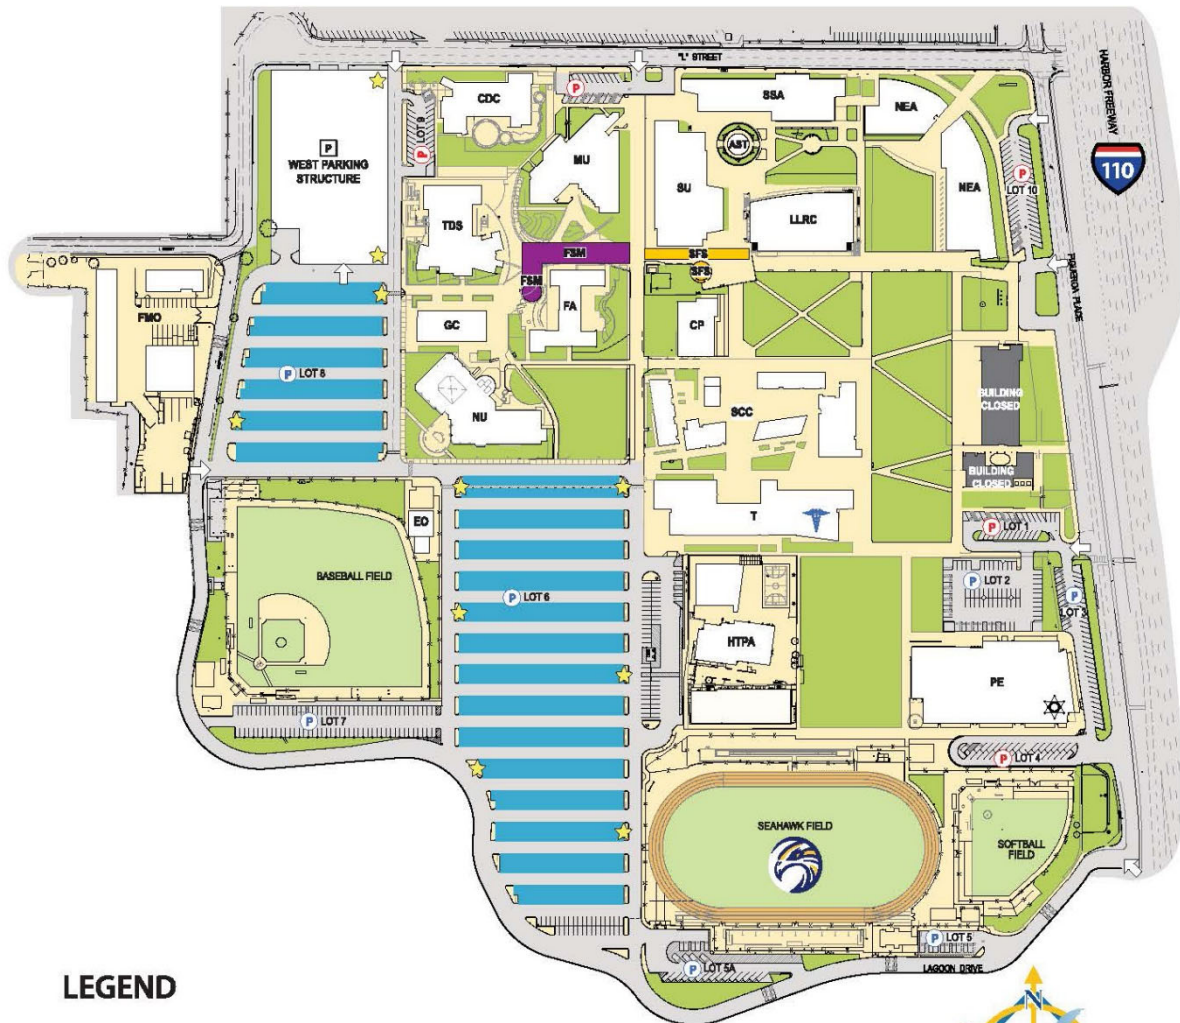 "L" STREET
HARBOR FREEWAY
110
P
CDC
SSA
NEA
P
WEST PARKING
STRUCTURE
LOT 9
P
MU
AST
SU
NEA
P
LOT 10
TDS
LLRC
FSM
SFS
FSM
SFS
FIGUEROA PLACE
FMO
GC
FA
CP
P LOT 8
NU
SCC
BUILDING
CLOSED
BUILDING
CLOSED
EO
T
P LOT 1
BASEBALL FIELD
P LOT 6
P LOT 2
P
LOT 3
HTPA
PE
P LOT 7
P LOT 4
SEAHAWK FIELD
SOFTBALL
FIELD
P LOT 5
P LOT 5A
LAGOON DRIVE
LEGEND
N